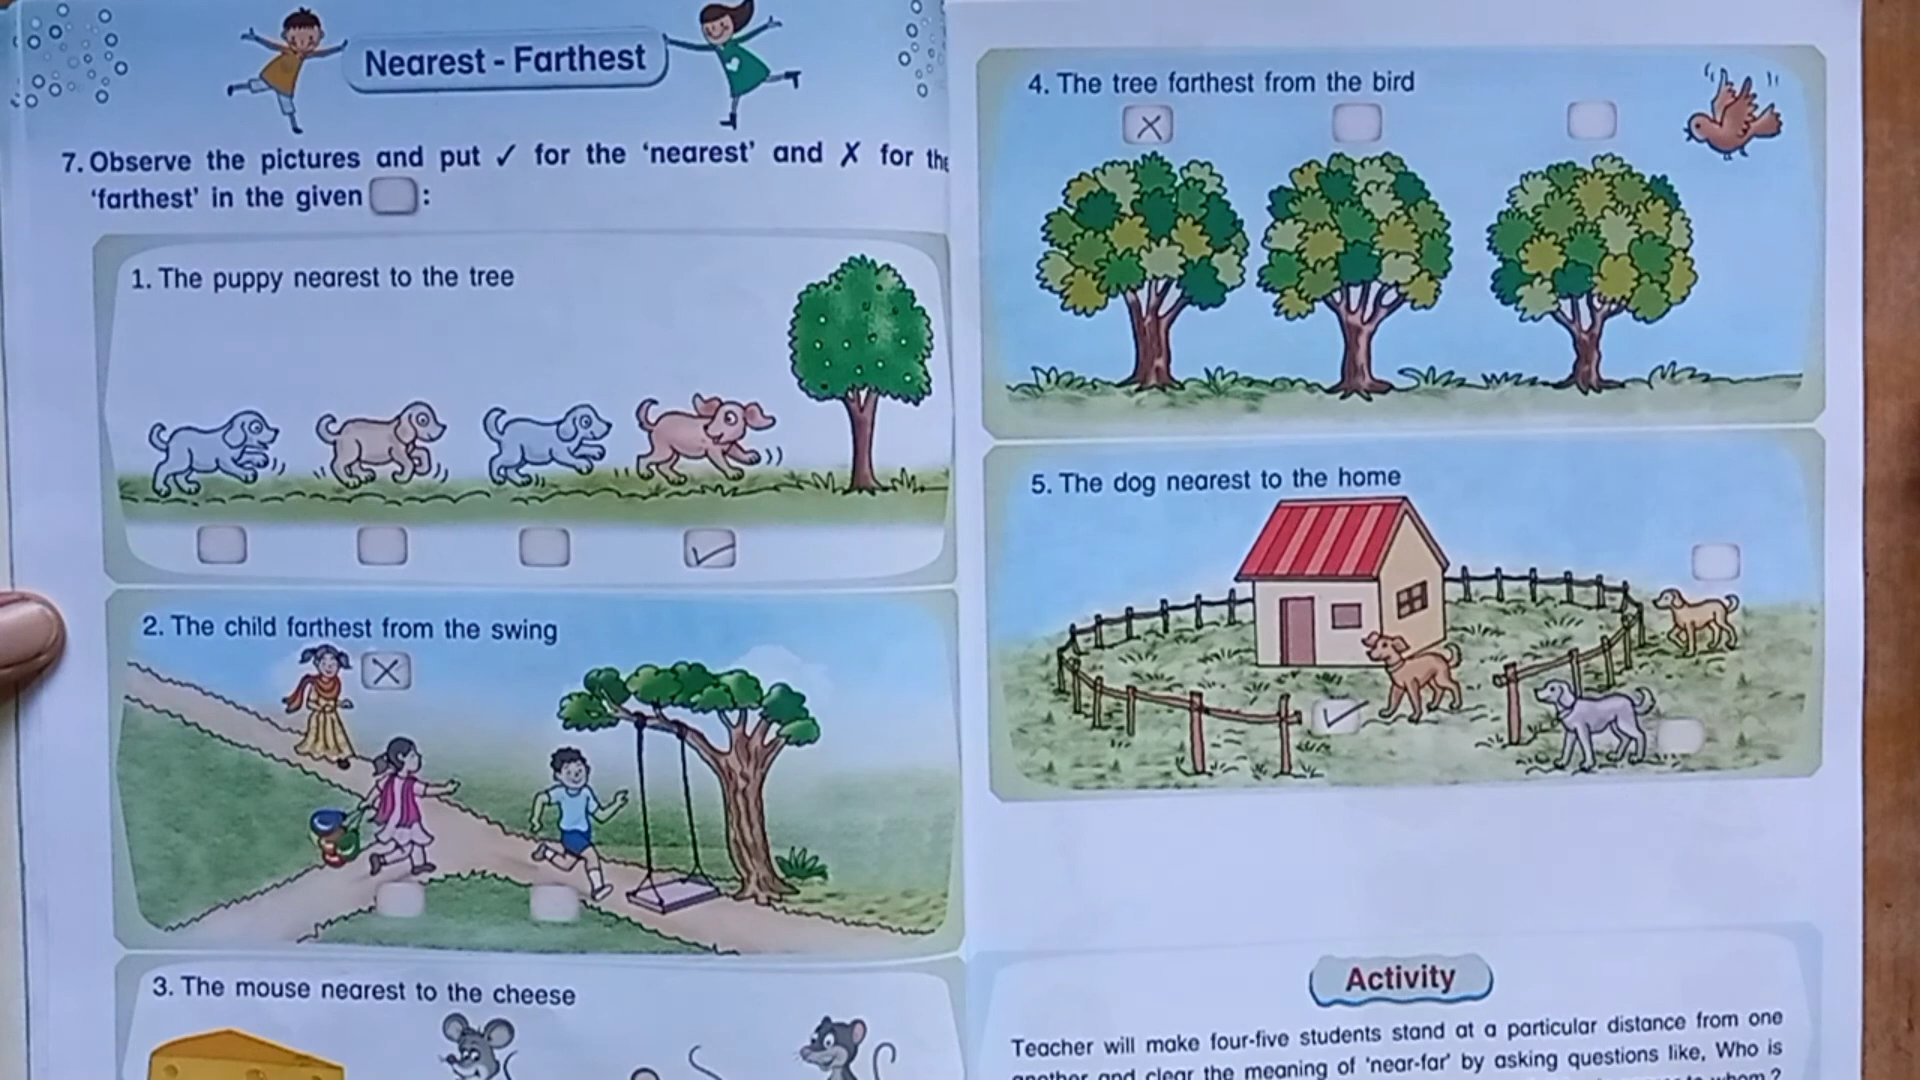 Nearest - Farthest
7. Observe the pictures and put ✓ for the 'nearest' and ✗ for the
'farthest' in the given :
1. The puppy nearest to the tree
2. The child farthest from the swing
3. The mouse nearest to the cheese
4. The tree farthest from the bird
5. The dog nearest to the home
Activity
Teacher will make four-five students stand at a particular distance from one
another and clear the meaning of 'near-far' by asking questions like, Who is
whom ?